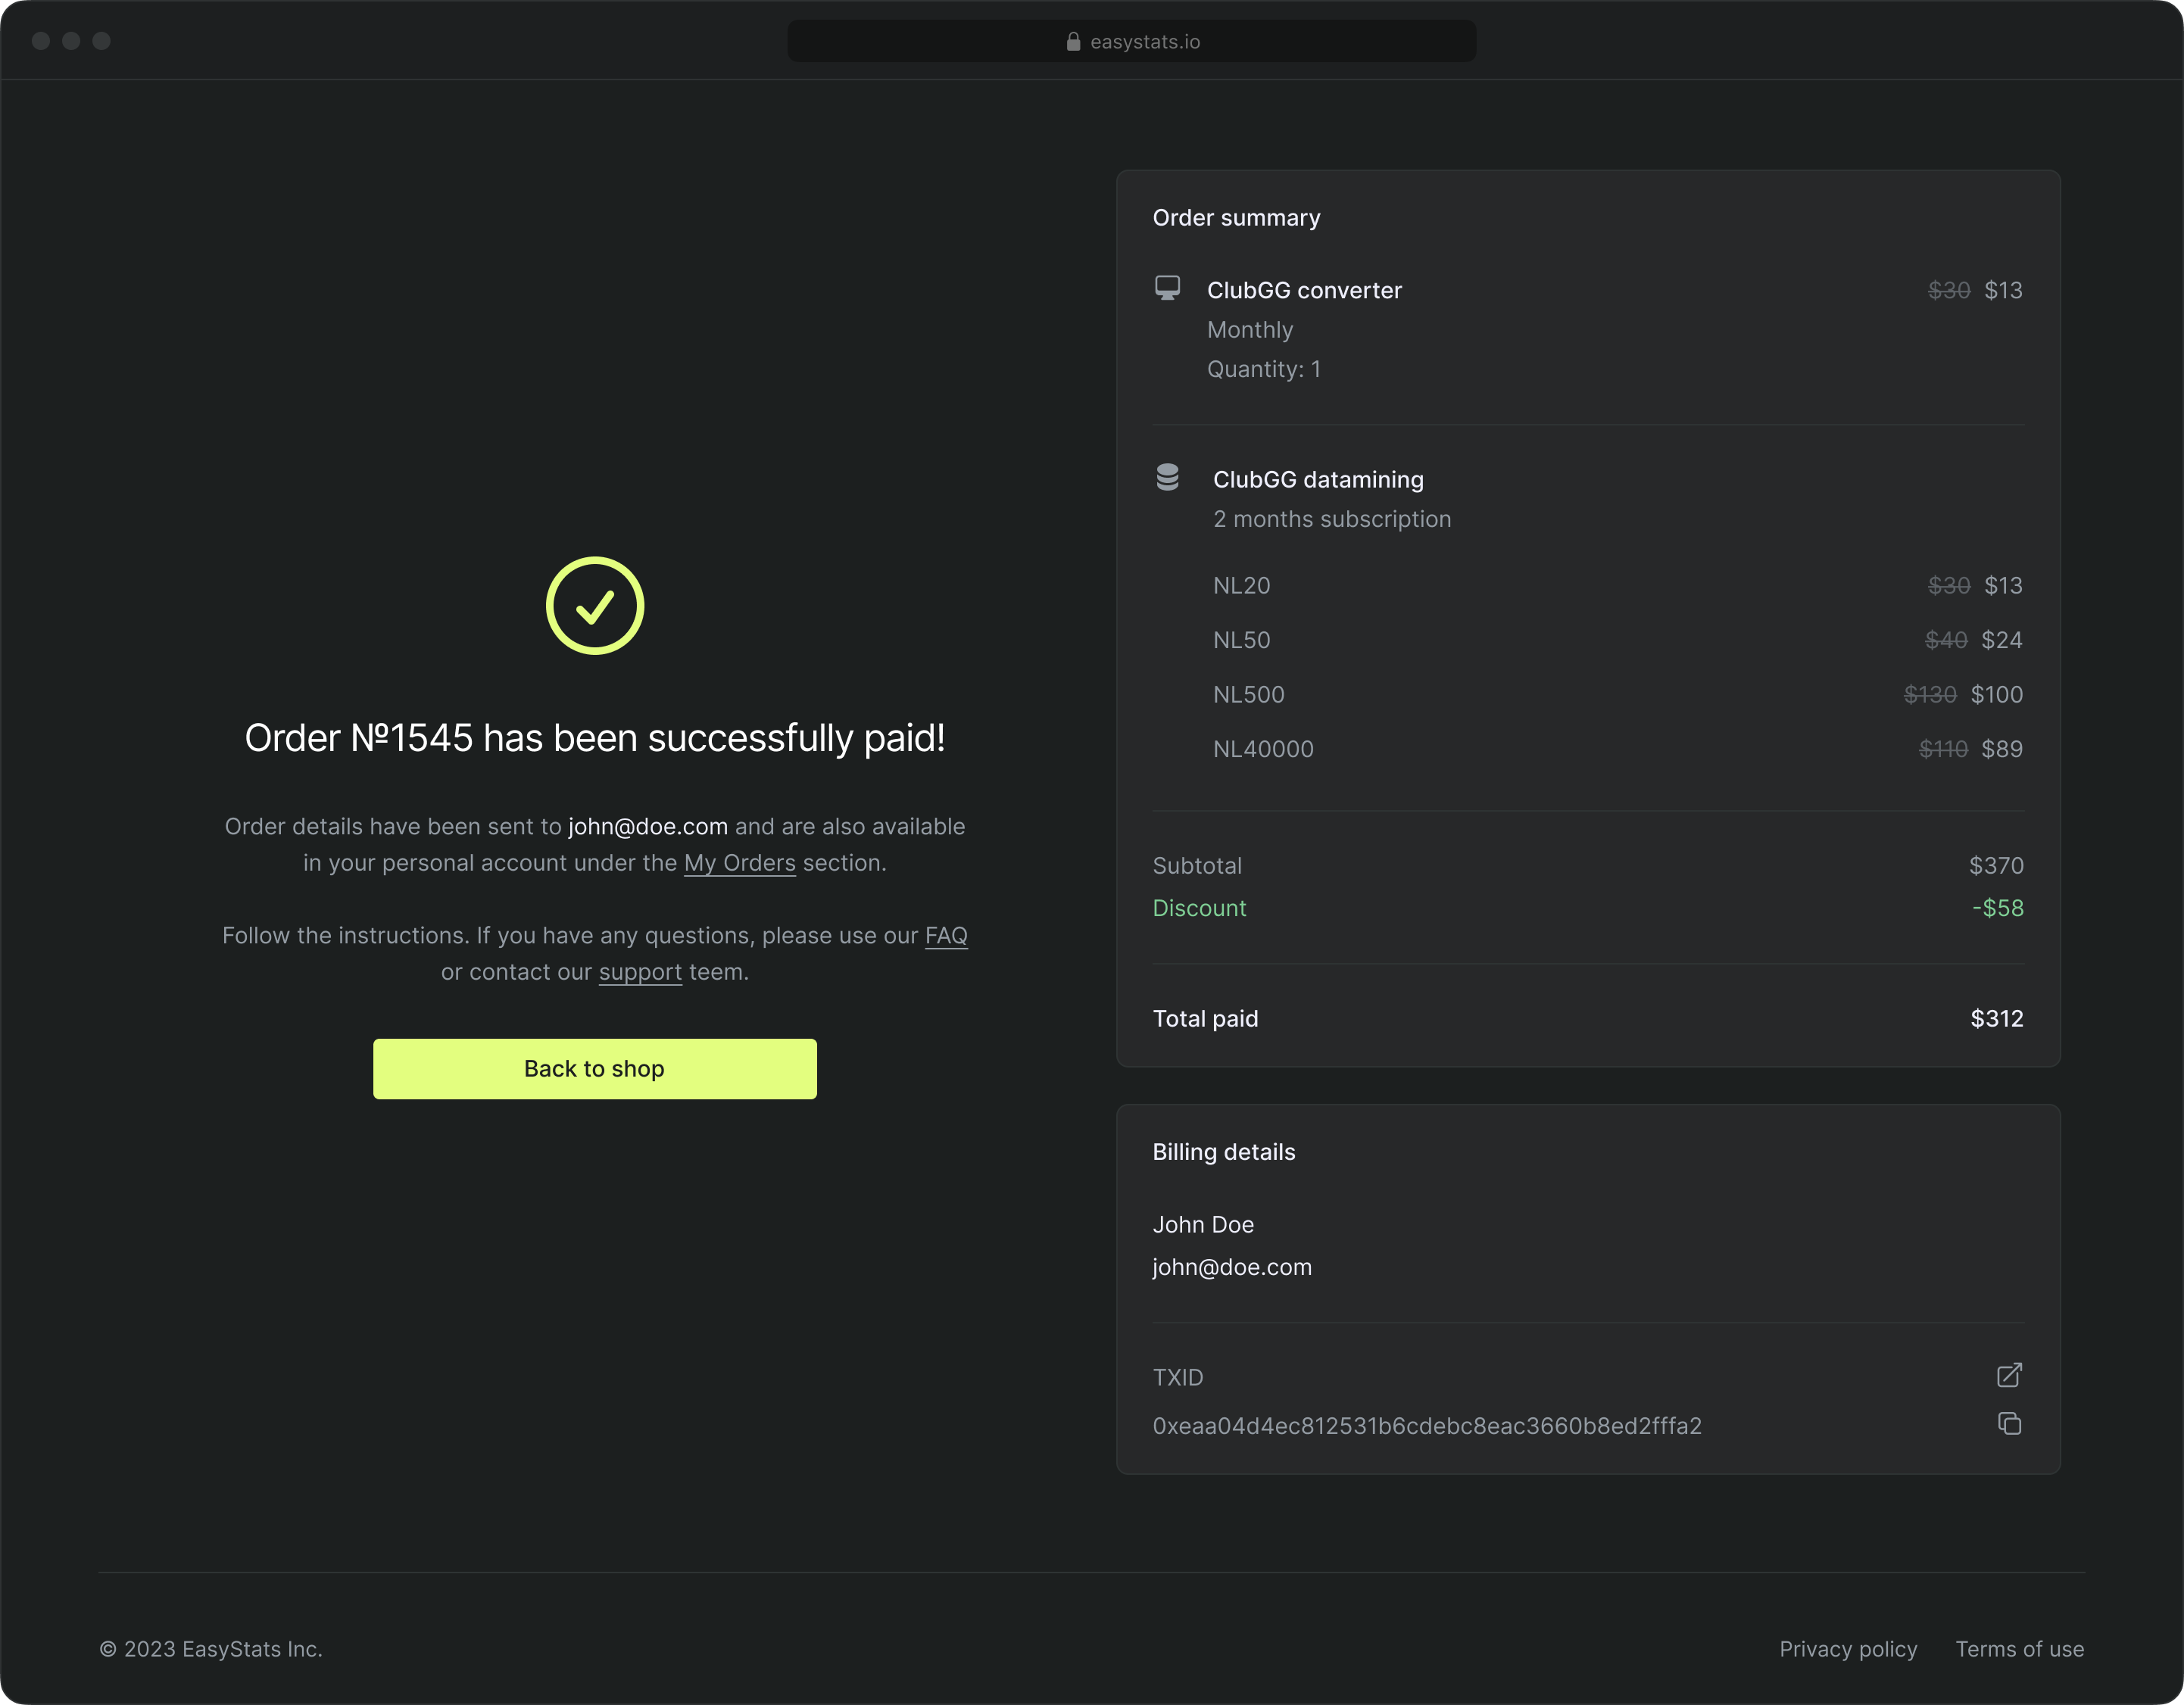 easystats.io
Order №1545 has been successfully paid!
Order details have been sent to john@doe.com and are also available
in your personal account under the My Orders section.
Follow the instructions. If you have any questions, please use our FAQ
or contact our support teem.
Back to shop
Order summary
ClubGG converter $30 $13
Monthly
Quantity: 1
ClubGG datamining
2 months subscription
NL20 $30 $13
NL50 $40 $24
NL500 $130 $100
NL40000 $110 $89
Subtotal $370
Discount -$58
Total paid $312
Billing details
John Doe
john@doe.com
TXID
0xeaa04d4ec812531b6cdebc8eac3660b8ed2fffa2
© 2023 EasyStats Inc. Privacy policy Terms of use